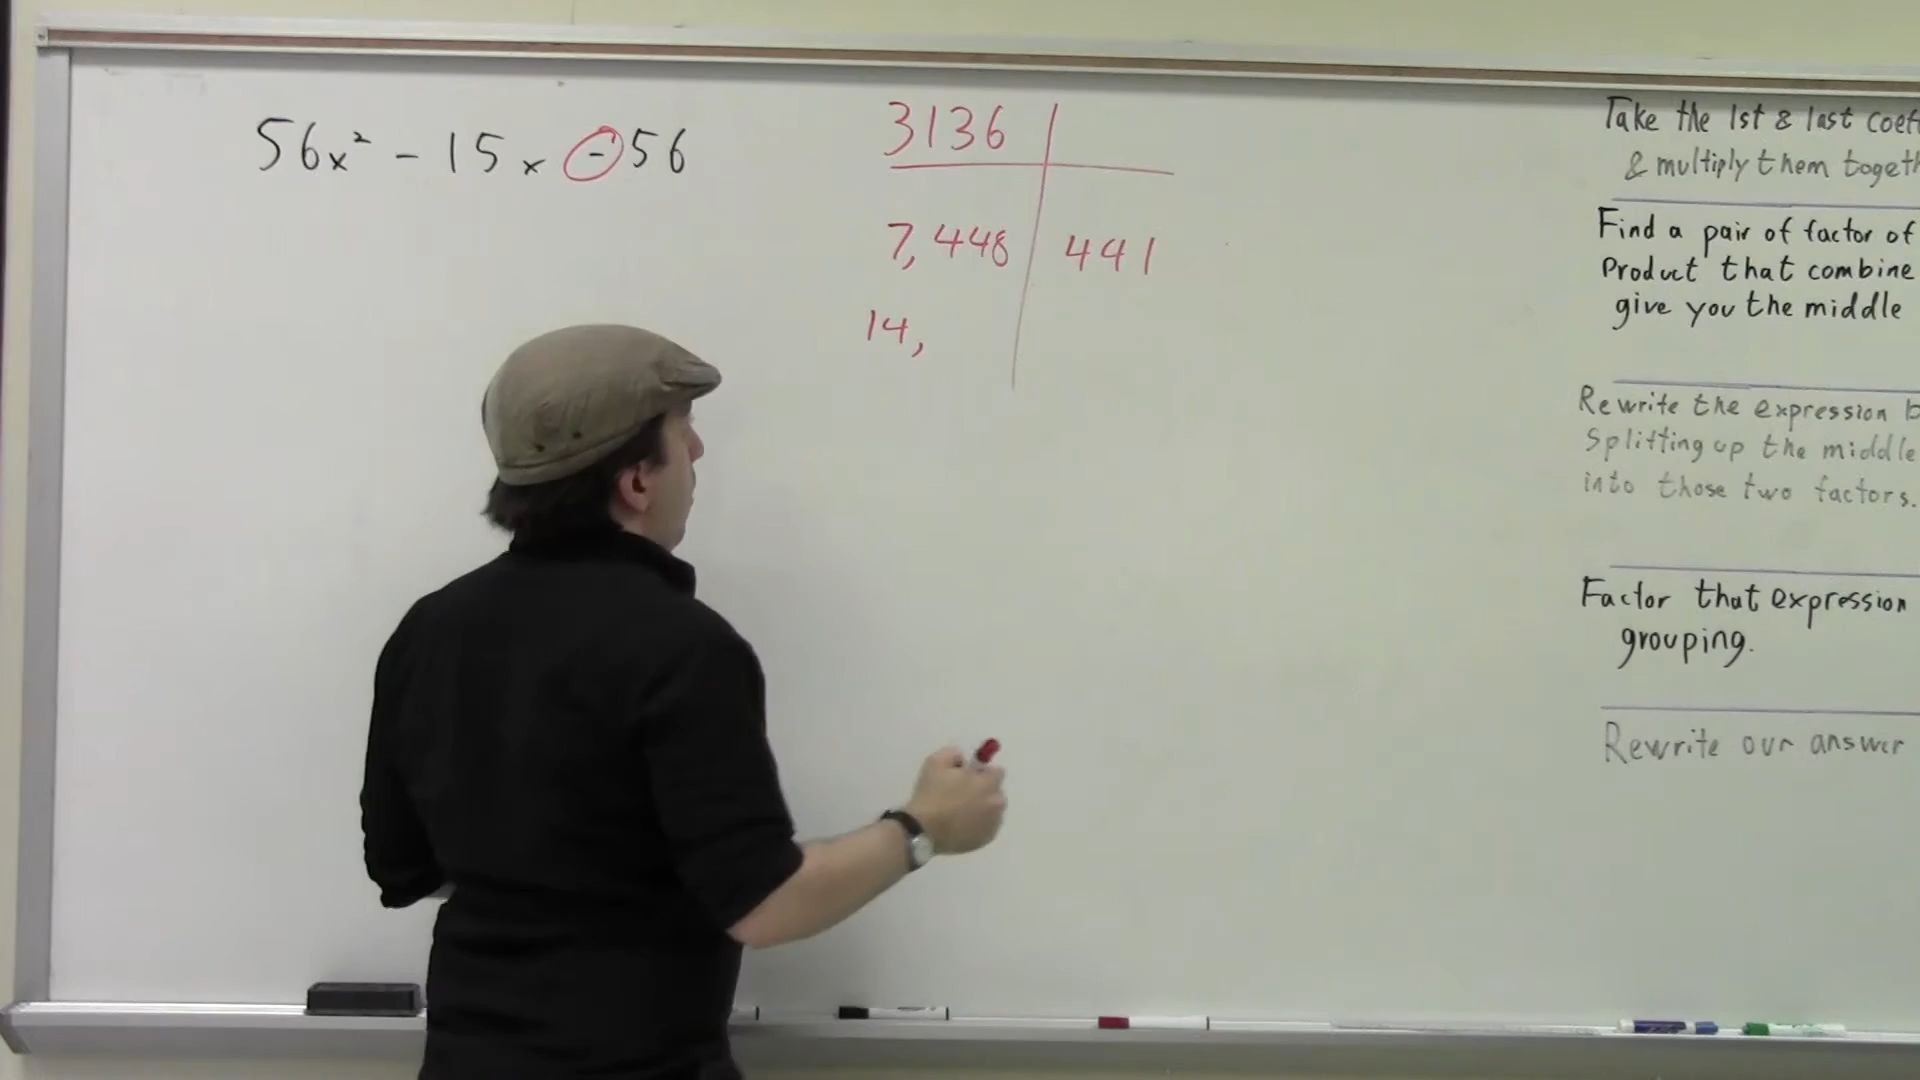 56x² - 15x - 56
3136
7,448 441
14,
Take the 1st & last coeff
& multiply them togeth
Find a pair of factor of
Product that combine
give you the middle
Rewrite the expression b
Splitting up the middle
into those two factors.
Factor that expression
grouping.
Rewrite our answer